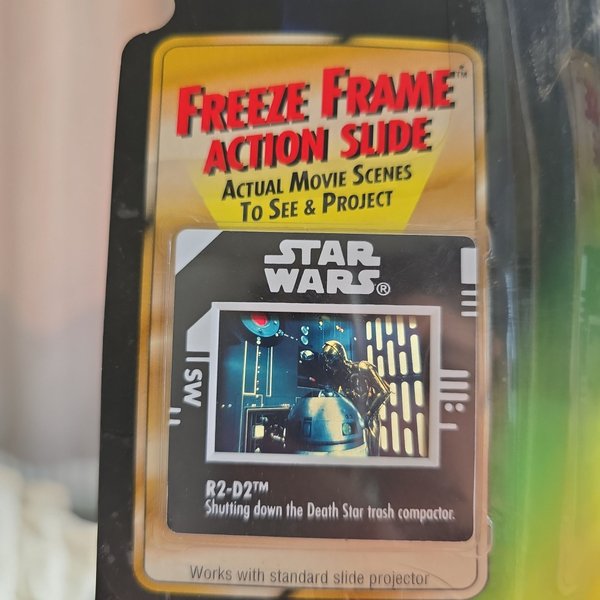 FREEZE FRAME™
ACTION SLIDE
ACTUAL MOVIE SCENES
TO SEE & PROJECT
STAR
WARS®
SW
R2-D2™
Shutting down the Death Star trash compactor.
Works with standard slide projector